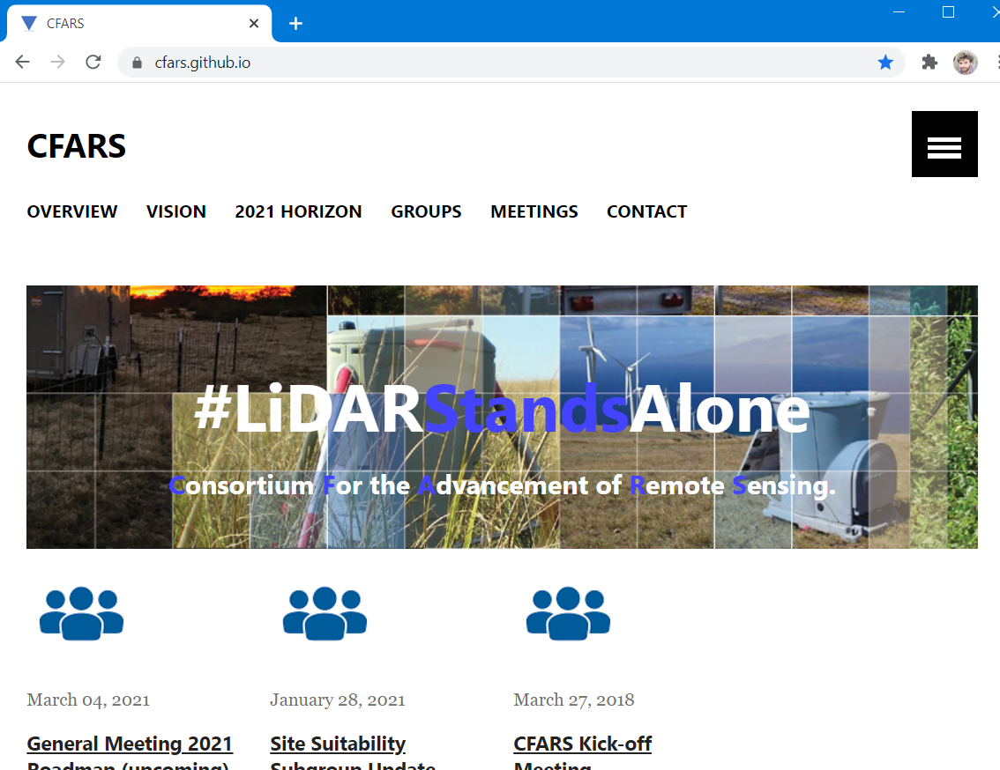 CFARS
cfars.github.io
CFARS
OVERVIEW VISION 2021 HORIZON GROUPS MEETINGS CONTACT
#LiDARStandsAlone
Consortium For the Advancement of Remote Sensing.
March 04, 2021
General Meeting 2021
Roadmap (upcoming)
January 28, 2021
Site Suitability
Subgroup Update
March 27, 2018
CFARS Kick-off
Meeting